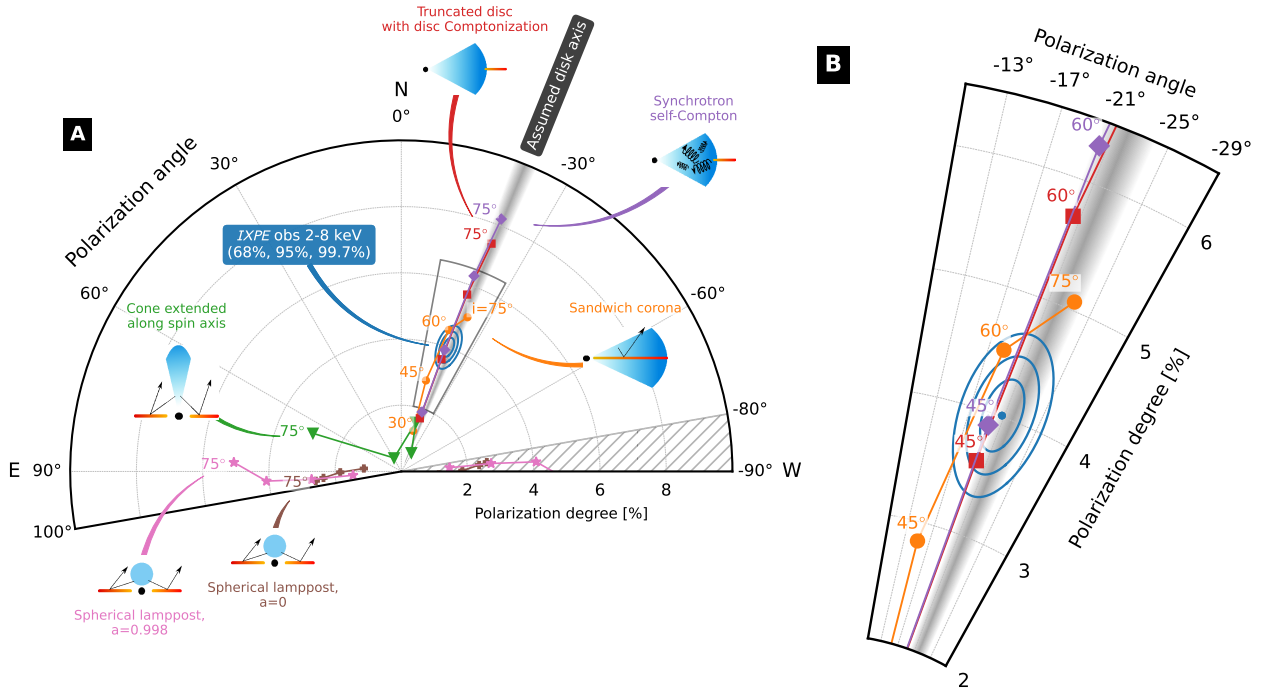 A
Polarization angle
N
0°
30°
60°
E
90°
100°
-30°
-60°
-80°
-90°
W
2
4
6
8
Polarization degree [%]
Assumed disk axis
Truncated disc
with disc Comptonization
Synchrotron
self-Compton
IXPE obs 2-8 keV
(68%, 95%, 99.7%)
Cone extended
along spin axis
Sandwich corona
75°
75°
i=75°
60°
45°
30°
75°
75°
75°
Spherical lamppost,
a=0
Spherical lamppost,
a=0.998
B
Polarization angle
-13°
-17°
-21°
-25°
-29°
60°
60°
75°
60°
45°
45°
45°
6
5
4
3
2
Polarization degree [%]